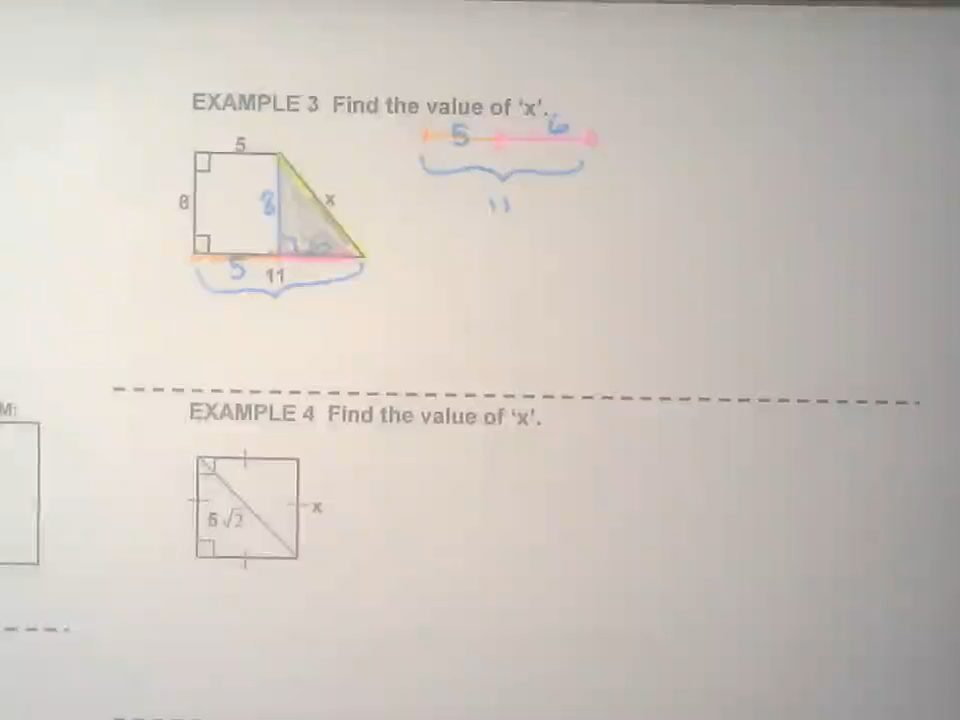 EXAMPLE 3 Find the value of 'x'.
5 6
11
5
8 8 x
6
5 11
M:
EXAMPLE 4 Find the value of 'x'.
x
6 √2